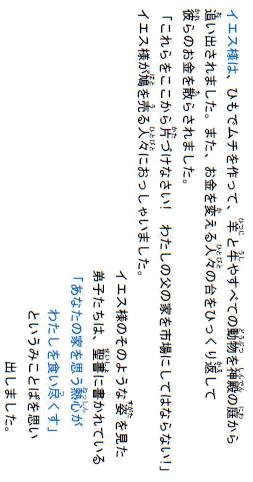 イエス様は、ひもでムチを作って、羊と牛やすべての動物を神殿の庭から
追い出されました。また、お金を変える人々の台をひっくり返して
彼らのお金を散らされました。
「これらをここから片づけなさい！　わたしの父の家を市場にしてはならない！」
イエス様が鳩を売る人々におっしゃいました。
イエス様のそのような姿を見た
弟子たちは、聖書に書かれている
「あなたの家を思う熱心が
わたしを食い尽くす」
というみことばを思い
出しました。